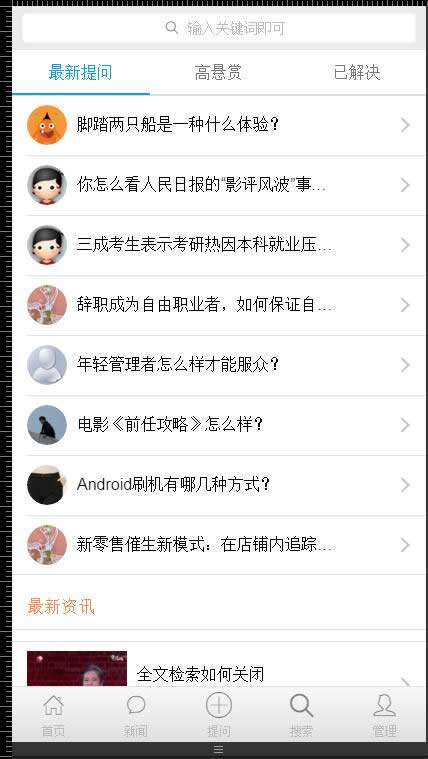 输入关键词即可
最新提问 高悬赏 已解决
脚踏两只船是一种什么体验？
你怎么看人民日报的“影评风波”事...
三成考生表示考研热因本科就业压...
辞职成为自由职业者，如何保证自...
年轻管理者怎么样才能服众？
电影《前任攻略》怎么样？
Android刷机有哪几种方式？
新零售催生新模式：在店铺内追踪...
最新资讯
全文检索如何关闭
首页 新闻 提问 搜索 管理